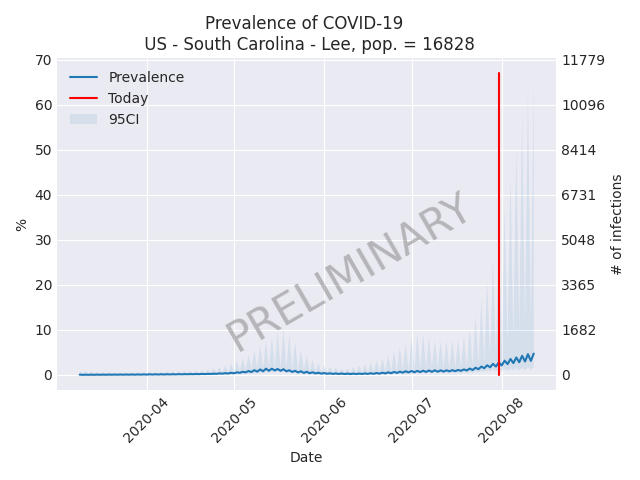 Prevalence of COVID-19
US - South Carolina - Lee, pop. = 16828
70
60
50
40
30
20
10
0
%
11779
10096
8414
6731
5048
3365
1682
0
# of infections
Prevalence
Today
95CI
PRELIMINARY
2020-04
2020-05
2020-06
2020-07
2020-08
Date